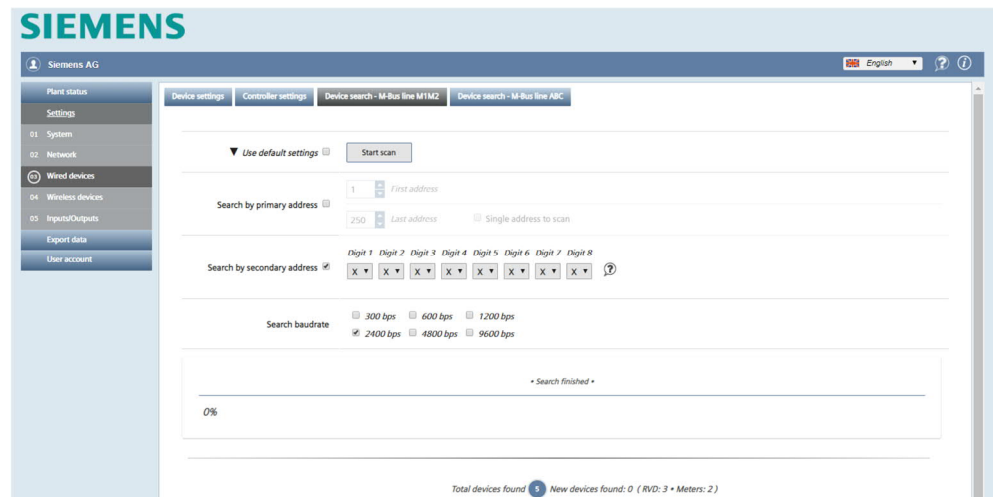 SIEMENS
Siemens AG
English
Plant status
Settings
01 System
02 Network
03 Wired devices
04 Wireless devices
05 Inputs/Outputs
Export data
User account
Device settings Controller settings Device search - M-Bus line M1M2 Device search - M-Bus line ABC
▼ Use default settings Start scan
Search by primary address
1 First address
250 Last address Single address to scan
Digit 1 Digit 2 Digit 3 Digit 4 Digit 5 Digit 6 Digit 7 Digit 8
Search by secondary address X X X X X X X X
Search baudrate
300 bps 600 bps 1200 bps
2400 bps 4800 bps 9600 bps
• Search finished •
0%
Total devices found 5 New devices found: 0 ( RVD: 3 • Meters: 2 )